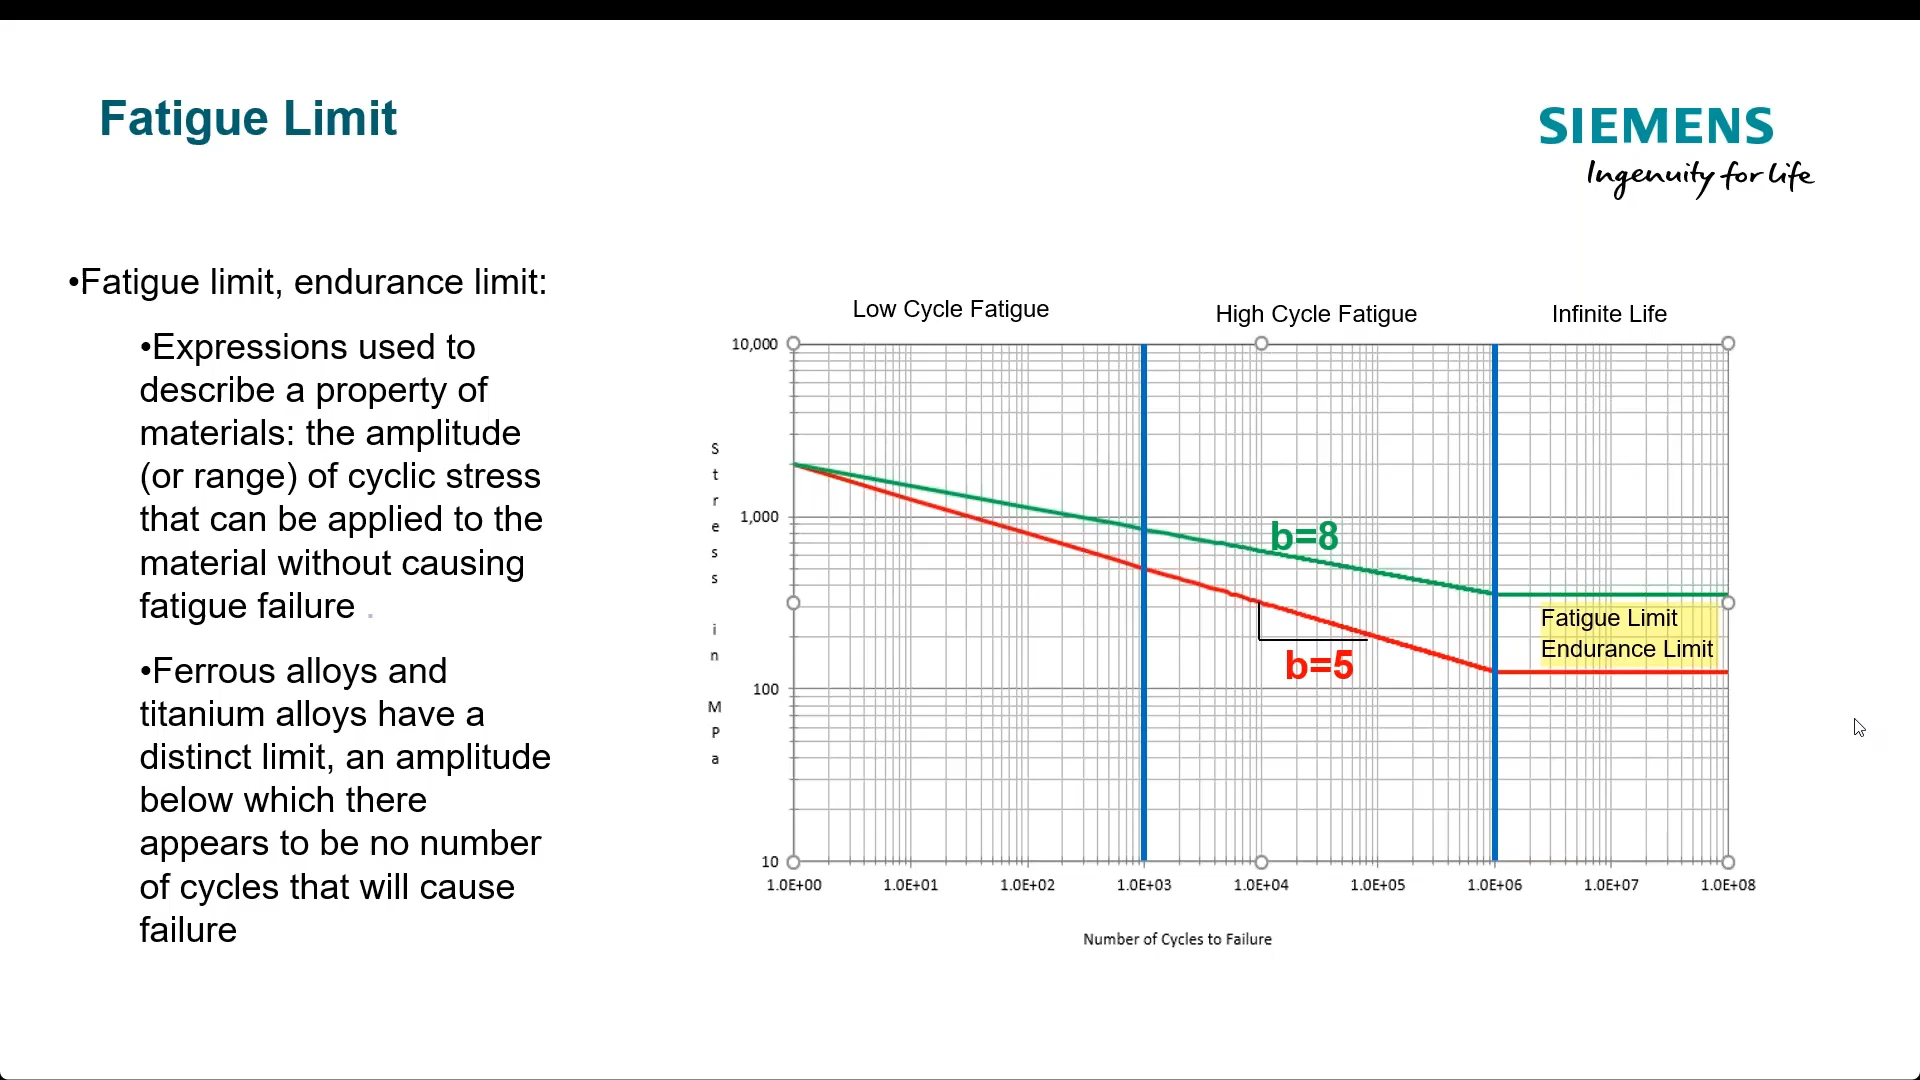 Fatigue Limit
SIEMENS
Ingenuity for life
•Fatigue limit, endurance limit:
•Expressions used to
describe a property of
materials: the amplitude
(or range) of cyclic stress
that can be applied to the
material without causing
fatigue failure .
•Ferrous alloys and
titanium alloys have a
distinct limit, an amplitude
below which there
appears to be no number
of cycles that will cause
failure
Low Cycle Fatigue
High Cycle Fatigue
Infinite Life
10,000
1,000
100
10
Stress in MPa
b=8
b=5
Fatigue Limit
Endurance Limit
1.0E+00 1.0E+01 1.0E+02 1.0E+03 1.0E+04 1.0E+05 1.0E+06 1.0E+07 1.0E+08
Number of Cycles to Failure